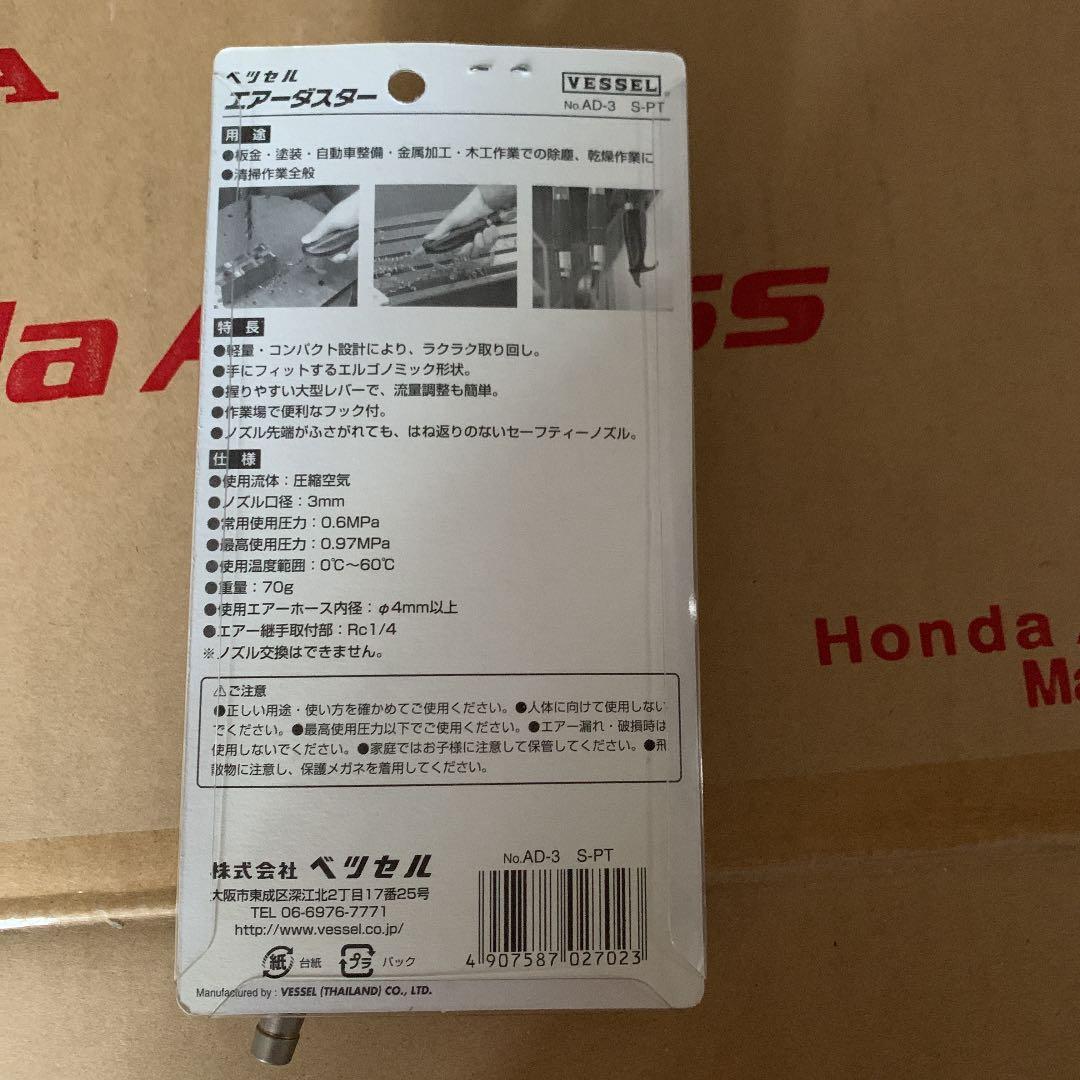 ベッセル
エアーダスター
VESSEL
No.AD-3 S-PT
用途
●板金・塗装・自動車整備・金属加工・木工作業での除塵、乾燥作業に
●清掃作業全般
特長
●軽量・コンパクト設計により、ラクラク取り回し。
●手にフィットするエルゴノミック形状。
●握りやすい大型レバーで、流量調整も簡単。
●作業場で便利なフック付。
●ノズル先端がふさがれても、はね返りのないセーフティーノズル。
仕様
●使用流体：圧縮空気
●ノズル口径：3mm
●常用使用圧力：0.6MPa
●最高使用圧力：0.97MPa
●使用温度範囲：0℃〜60℃
●重量：70g
●使用エアーホース内径：φ4mm以上
●エアー継手取付部：Rc1/4
※ノズル交換はできません。
⚠ご注意
●正しい用途・使い方を確かめてご使用ください。●人体に向けて使用しない
でください。●最高使用圧力以下でご使用ください。●エアー漏れ・破損時は
使用しないでください。●家庭ではお子様に注意して保管してください。●飛
散物に注意し、保護メガネを着用してください。
株式会社 ベッセル
大阪市東成区深江北2丁目17番25号
TEL 06-6976-7771
http://www.vessel.co.jp/
紙 台紙 プラ パック
No.AD-3 S-PT
4 907587 027023
Manufactured by : VESSEL (THAILAND) CO., LTD.
A
da A
ss
Honda A
Ma